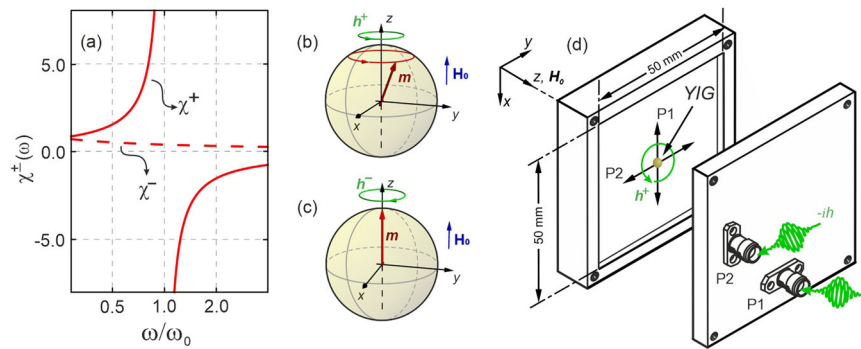 (a)
5.0
0.0
-5.0
χ±(ω)
χ+
χ−
0.5
1.0
2.0
ω/ω0
(b)
h+
z
m
H0
x
y
(c)
h−
z
m
H0
x
y
(d)
y
z, H0
x
50 mm
50 mm
YIG
P1
P2
h+
-ih
P2
P1